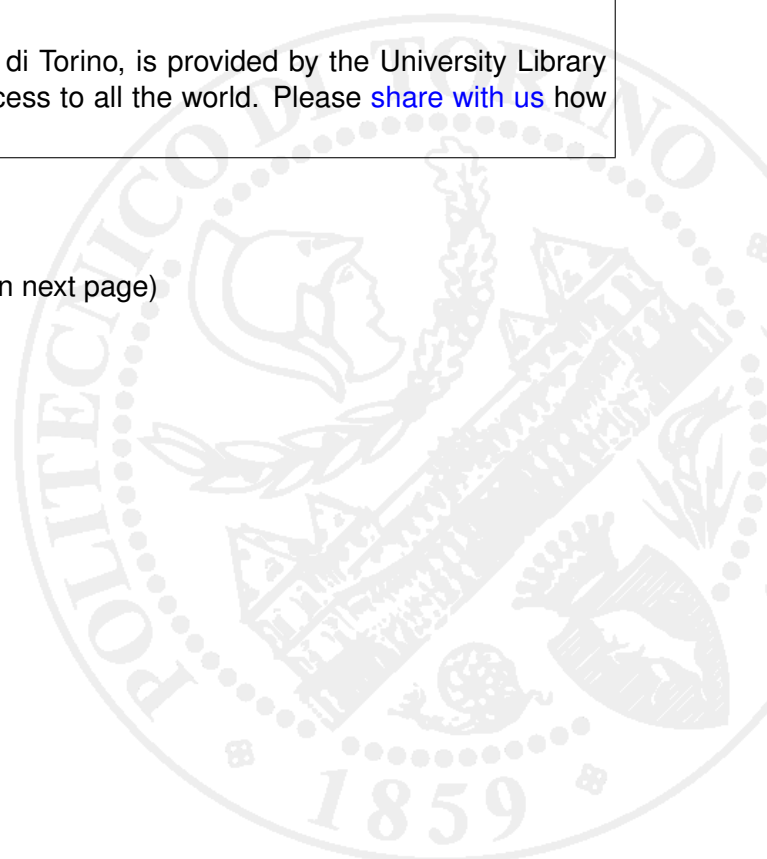 di Torino, is provided by the University Library
cess to all the world. Please share with us how
n next page)
POLITECNICO DI TORINO
1859